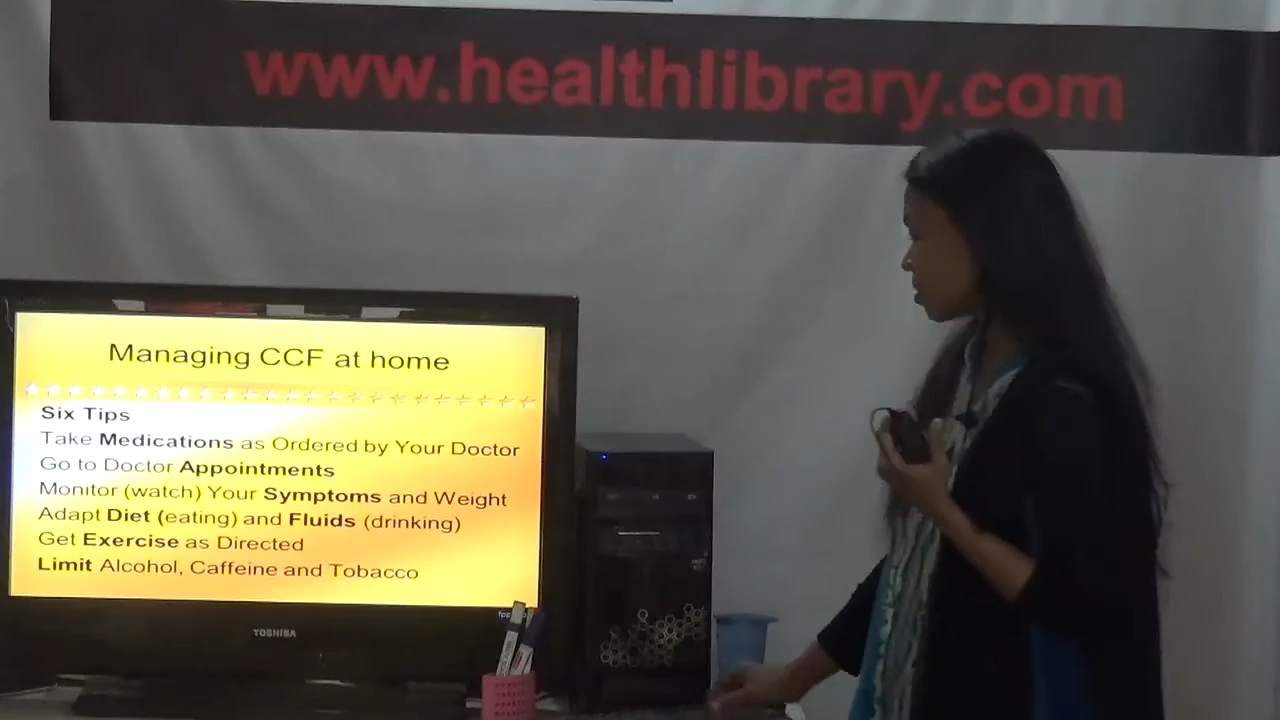 www.healthlibrary.com
Managing CCF at home
Six Tips
Take Medications as Ordered by Your Doctor
Go to Doctor Appointments
Monitor (watch) Your Symptoms and Weight
Adapt Diet (eating) and Fluids (drinking)
Get Exercise as Directed
Limit Alcohol, Caffeine and Tobacco
TOSHIBA